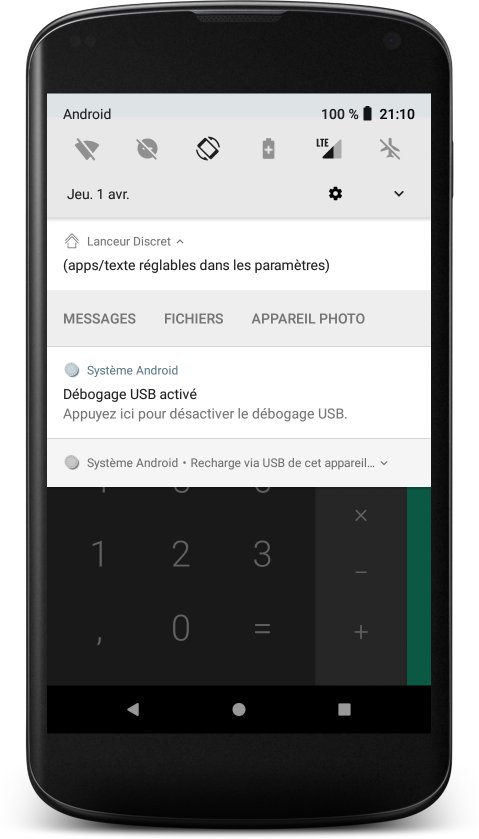 Android 100 % 21:10
LTE
Jeu. 1 avr.
Lanceur Discret
(apps/texte réglables dans les paramètres)
MESSAGES FICHIERS APPAREIL PHOTO
Système Android
Débogage USB activé
Appuyez ici pour désactiver le débogage USB.
Système Android • Recharge via USB de cet appareil…
×
1 2 3
−
, 0 = +